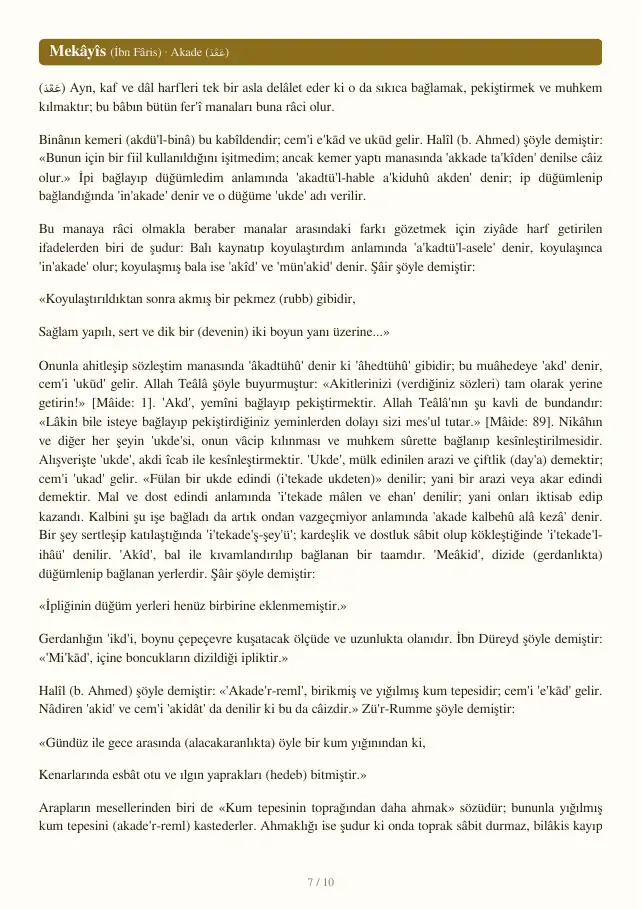 Mekâyîs (İbn Fâris) · Akade (عَقَدَ)
(عَقَدَ) Ayn, kaf ve dâl harfleri tek bir asla delâlet eder ki o da sıkıca bağlamak, pekiştirmek ve muhkem
kılmaktır; bu bâbın bütün fer'î manaları buna râci olur.
Binânın kemeri (akdü'l-binâ) bu kabîldendir; cem'i e'kād ve ukūd gelir. Halîl (b. Ahmed) şöyle demiştir:
«Bunun için bir fiil kullanıldığını işitmedim; ancak kemer yaptı manasında 'akkade ta'kîden' denilse câiz
olur.» İpi bağlayıp düğümledim anlamında 'akadtü'l-hable a'kiduhû akden' denir; ip düğümlenip
bağlandığında 'in'akade' denir ve o düğüme 'ukde' adı verilir.
Bu manaya râci olmakla beraber manalar arasındaki farkı gözetmek için ziyâde harf getirilen
ifadelerden biri de şudur: Balı kaynatıp koyulaştırdım anlamında 'a'kadtü'l-asele' denir, koyulaşınca
'in'akade' olur; koyulaşmış bala ise 'akîd' ve 'mün'akid' denir. Şâir şöyle demiştir:
«Koyulaştırıldıktan sonra akmış bir pekmez (rubb) gibidir,
Sağlam yapılı, sert ve dik bir (devenin) iki boyun yanı üzerine...»
Onunla ahitleşip sözleştim manasında 'âkadtühû' denir ki 'âhedtühû' gibidir; bu muâhedeye 'akd' denir,
cem'i 'ukūd' gelir. Allah Teâlâ şöyle buyurmuştur: «Akitlerinizi (verdiğiniz sözleri) tam olarak yerine
getirin!» [Mâide: 1]. 'Akd', yemîni bağlayıp pekiştirmektir. Allah Teâlâ'nın şu kavli de bundandır:
«Lâkin bile isteye bağlayıp pekiştirdiğiniz yeminlerden dolayı sizi mes'ul tutar.» [Mâide: 89]. Nikâhın
ve diğer her şeyin 'ukde'si, onun vâcip kılınması ve muhkem sûrette bağlanıp kesînleştirilmesidir.
Alışverişte 'ukde', akdi îcab ile kesînleştirmektir. 'Ukde', mülk edinilen arazi ve çiftlik (day'a) demektir;
cem'i 'ukad' gelir. «Fülan bir ukde edindi (i'tekade ukdeten)» denilir; yani bir arazi veya akar edindi
demektir. Mal ve dost edindi anlamında 'i'tekade mâlen ve ehan' denilir; yani onları iktisab edip
kazandı. Kalbini şu işe bağladı da artık ondan vazgeçmiyor anlamında 'akade kalbehû alâ kezâ' denir.
Bir şey sertleşip katılaştığında 'i'tekade'ş-şey'ü'; kardeşlik ve dostluk sâbit olup kökleştiğinde 'i'tekade'l-
ihâü' denilir. 'Akîd', bal ile kıvamlandırılıp bağlanan bir taamdır. 'Meâkid', dizide (gerdanlıkta)
düğümlenip bağlanan yerlerdir. Şâir şöyle demiştir:
«İpliğinin düğüm yerleri henüz birbirine eklenmemiştir.»
Gerdanlığın 'ikd'i, boynu çepeçevre kuşatacak ölçüde ve uzunlukta olanıdır. İbn Düreyd şöyle demiştir:
«'Mi'kād', içine boncukların dizildiği ipliktir.»
Halîl (b. Ahmed) şöyle demiştir: «'Akade'r-reml', birikmiş ve yığılmış kum tepesidir; cem'i 'e'kād' gelir.
Nâdiren 'akid' ve cem'i 'akidât' da denilir ki bu da câizdir.» Zü'r-Rumme şöyle demiştir:
«Gündüz ile gece arasında (alacakaranlıkta) öyle bir kum yığınından ki,
Kenarlarında esbât otu ve ılgın yaprakları (hedeb) bitmiştir.»
Arapların mesellerinden biri de «Kum tepesinin toprağından daha ahmak» sözüdür; bununla yığılmış
kum tepesini (akade'r-reml) kastederler. Ahmaklığı ise şudur ki onda toprak sâbit durmaz, bilâkis kayıp
7 / 10